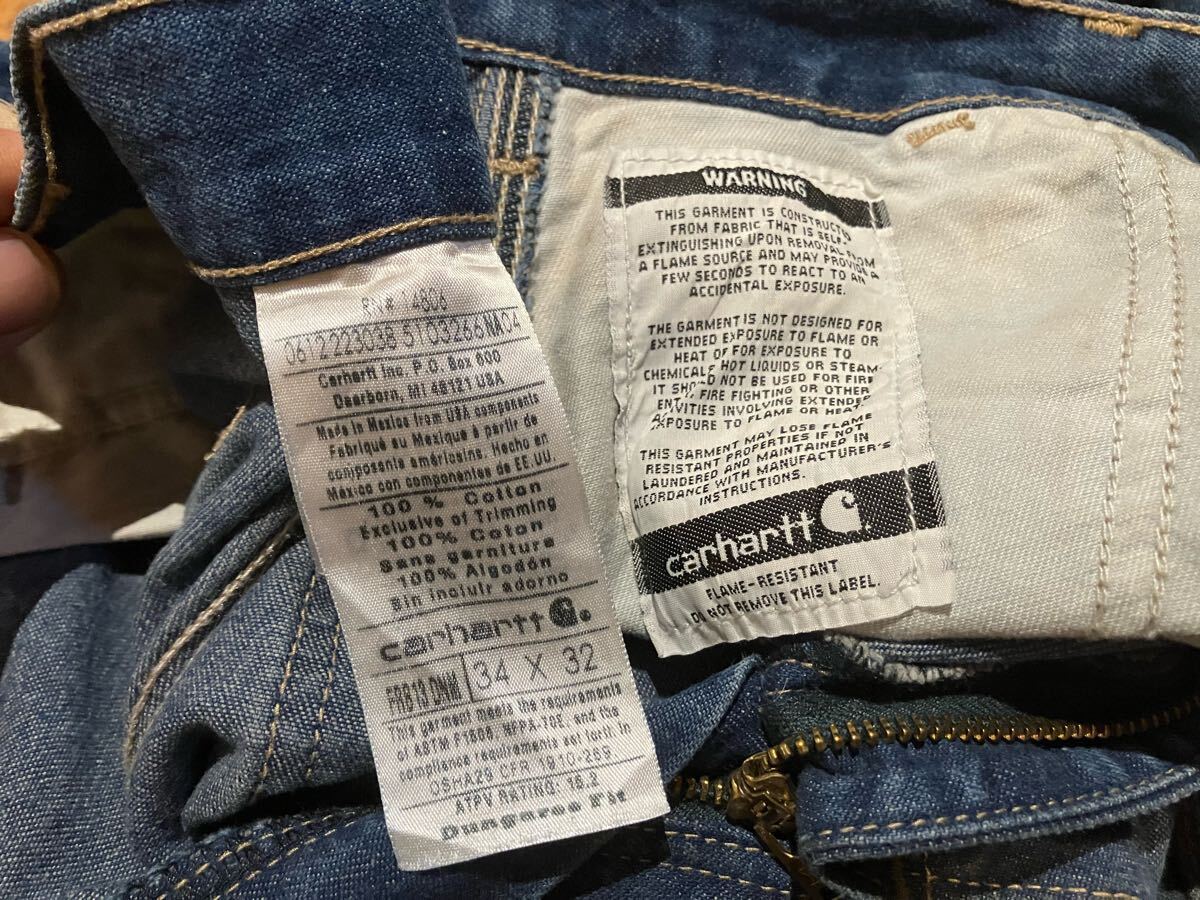 RN # 14806
0612223038 5103266MA04
Carhartt Inc. P.O. Box 600
Dearborn, MI 48121 USA
Made in Mexico from USA components
Fabriqué au Mexique à partir de
composants américains. Hecho en
México con componentes de EE.UU.
100 % Cotton
Exclusive of Trimming
100% Coton
Sans garniture
100% Algodón
Sin incluir adorno
carhartt
FRB13 DNM 34 X 32
This garment meets the requirements
of ASTM F1506, NFPA 70E, and the
compliance requirements set forth in
OSHA29 CFR 1910-269
ATPV RATING: 16.2
Dungaree Fit
WARNING
THIS GARMENT IS CONSTRUCTED
FROM FABRIC THAT IS SELF-
EXTINGUISHING UPON REMOVAL FROM
A FLAME SOURCE AND MAY PROVIDE A
FEW SECONDS TO REACT TO AN
ACCIDENTAL EXPOSURE.
THE GARMENT IS NOT DESIGNED FOR
EXTENDED EXPOSURE TO FLAME OR
HEAT OR FOR EXPOSURE TO
CHEMICALS HOT LIQUIDS OR STEAM.
IT SHOULD NOT BE USED FOR FIRE
FIRE FIGHTING OR OTHER
INVOLVING EXTENDED
EXPOSURE TO FLAME OR HEAT
THIS GARMENT MAY LOSE FLAME
RESISTANT PROPERTIES IF NOT
LAUNDERED AND MAINTAINED IN
ACCORDANCE WITH MANUFACTURER'S
INSTRUCTIONS.
carhartt
FLAME-RESISTANT
DO NOT REMOVE THIS LABEL.